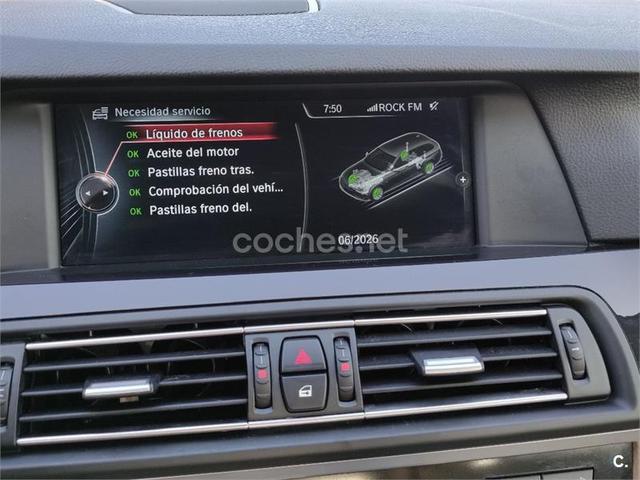 Necesidad servicio
7:50 ROCK FM
OK Líquido de frenos
OK Aceite del motor
OK Pastillas freno tras.
OK Comprobación del vehí...
OK Pastillas freno del.
06/2026
coches.net
C.